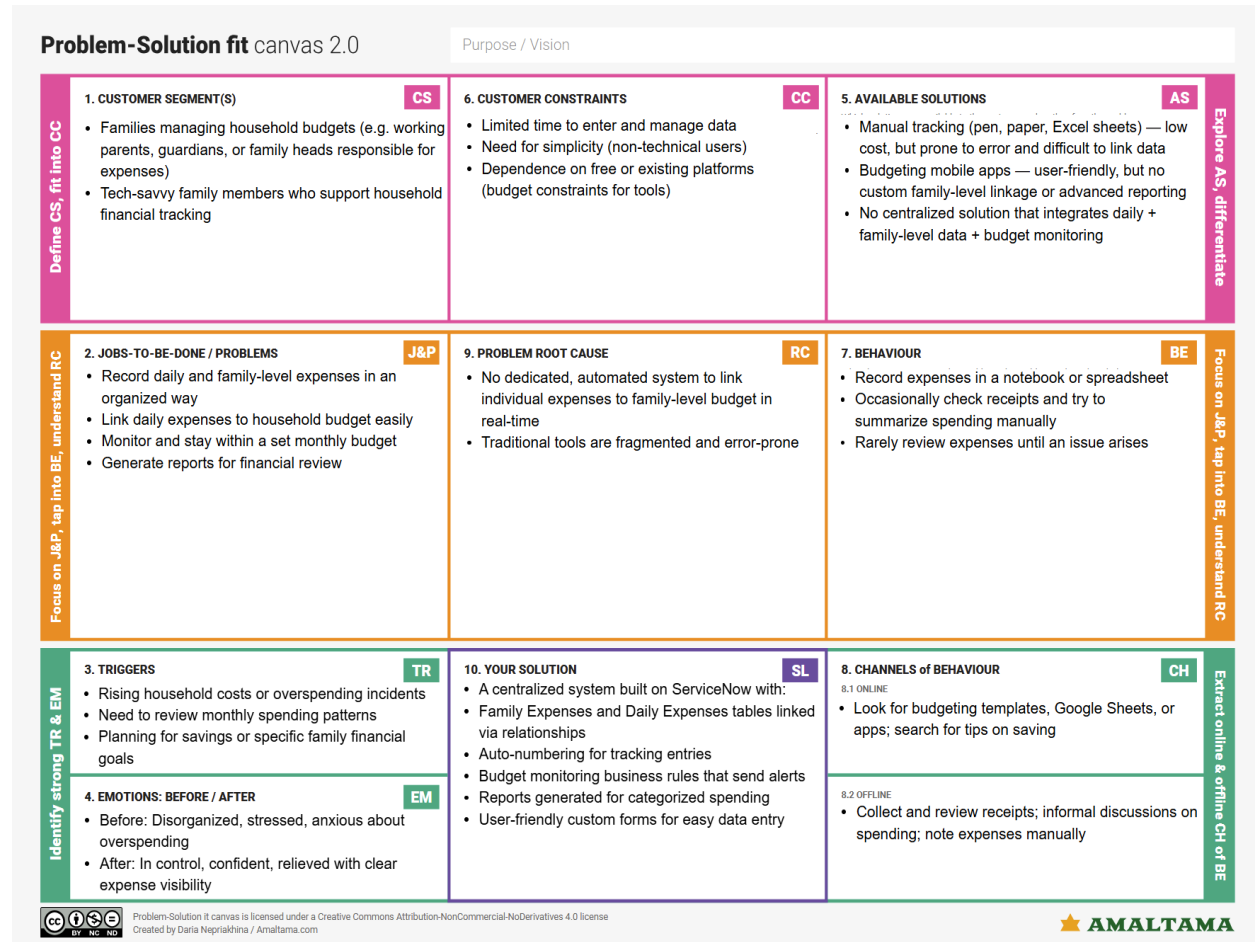 Problem-Solution fit canvas 2.0
Purpose / Vision
Define CS, fit into CC
1. CUSTOMER SEGMENT(S)
CS
• Families managing household budgets (e.g. working
parents, guardians, or family heads responsible for
expenses)
• Tech-savvy family members who support household
financial tracking
6. CUSTOMER CONSTRAINTS
CC
• Limited time to enter and manage data
• Need for simplicity (non-technical users)
• Dependence on free or existing platforms
(budget constraints for tools)
5. AVAILABLE SOLUTIONS
AS
• Manual tracking (pen, paper, Excel sheets) — low
cost, but prone to error and difficult to link data
• Budgeting mobile apps — user-friendly, but no
custom family-level linkage or advanced reporting
• No centralized solution that integrates daily +
family-level data + budget monitoring
Explore AS, differentiate
Focus on J&P, tap into BE, understand RC
2. JOBS-TO-BE-DONE / PROBLEMS
J&P
• Record daily and family-level expenses in an
organized way
• Link daily expenses to household budget easily
• Monitor and stay within a set monthly budget
• Generate reports for financial review
9. PROBLEM ROOT CAUSE
RC
• No dedicated, automated system to link
individual expenses to family-level budget in
real-time
• Traditional tools are fragmented and error-prone
7. BEHAVIOUR
BE
• Record expenses in a notebook or spreadsheet
• Occasionally check receipts and try to
summarize spending manually
• Rarely review expenses until an issue arises
Focus on J&P, tap into BE, understand RC
Identify strong TR & EM
3. TRIGGERS
TR
• Rising household costs or overspending incidents
• Need to review monthly spending patterns
• Planning for savings or specific family financial
goals
4. EMOTIONS: BEFORE / AFTER
EM
• Before: Disorganized, stressed, anxious about
overspending
• After: In control, confident, relieved with clear
expense visibility
10. YOUR SOLUTION
SL
• A centralized system built on ServiceNow with:
• Family Expenses and Daily Expenses tables linked
via relationships
• Auto-numbering for tracking entries
• Budget monitoring business rules that send alerts
• Reports generated for categorized spending
• User-friendly custom forms for easy data entry
8. CHANNELS of BEHAVIOUR
CH
8.1 ONLINE
• Look for budgeting templates, Google Sheets, or
apps; search for tips on saving
8.2 OFFLINE
• Collect and review receipts; informal discussions on
spending; note expenses manually
Extract online & offline CH of BE
cc BY NC ND
Problem-Solution it canvas is licensed under a Creative Commons Attribution-NonCommercial-NoDerivatives 4.0 license
Created by Daria Nepriakhina / Amaltama.com
AMALTAMA